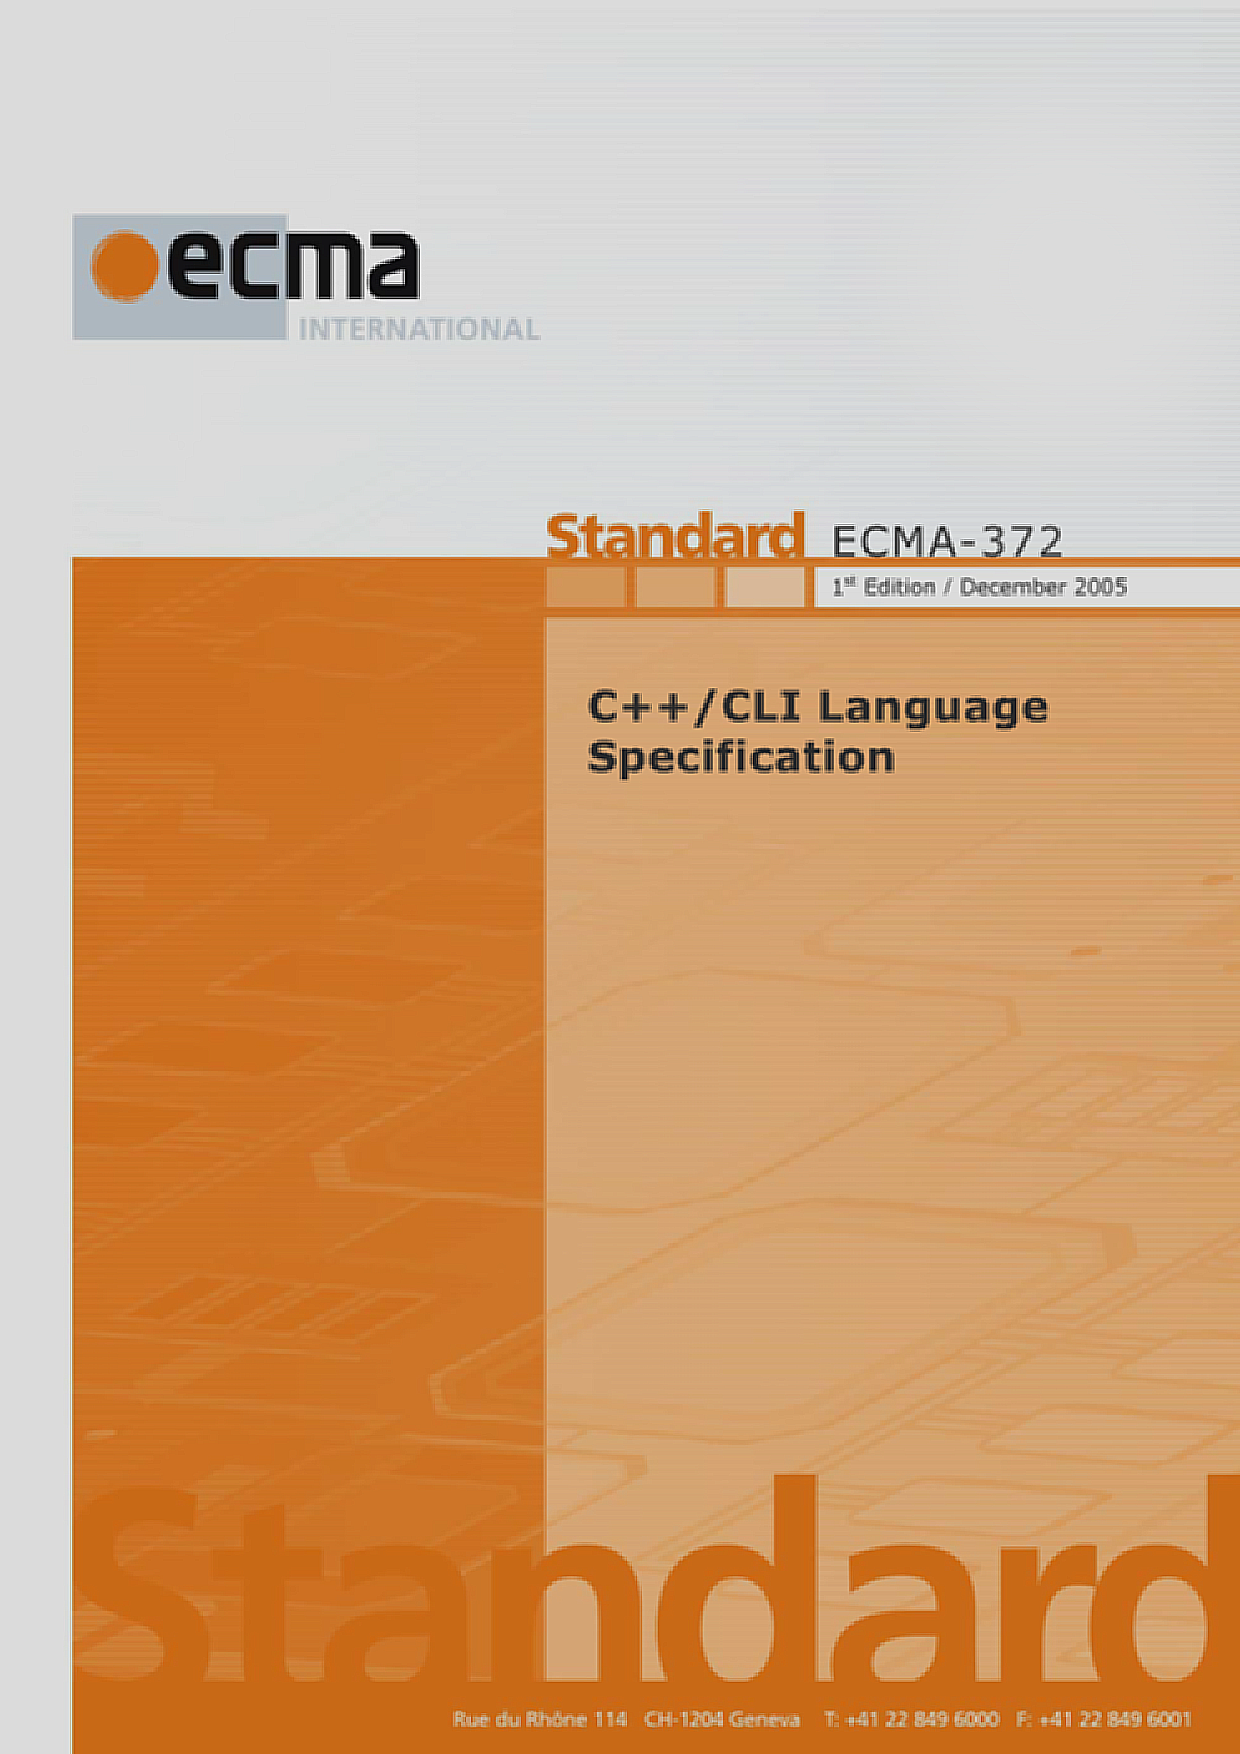 ecma
INTERNATIONAL
Standard ECMA-372
1st Edition / December 2005
C++/CLI Language
Specification
Standard
Rue du Rhône 114 CH-1204 Geneva T: +41 22 849 6000 F: +41 22 849 6001